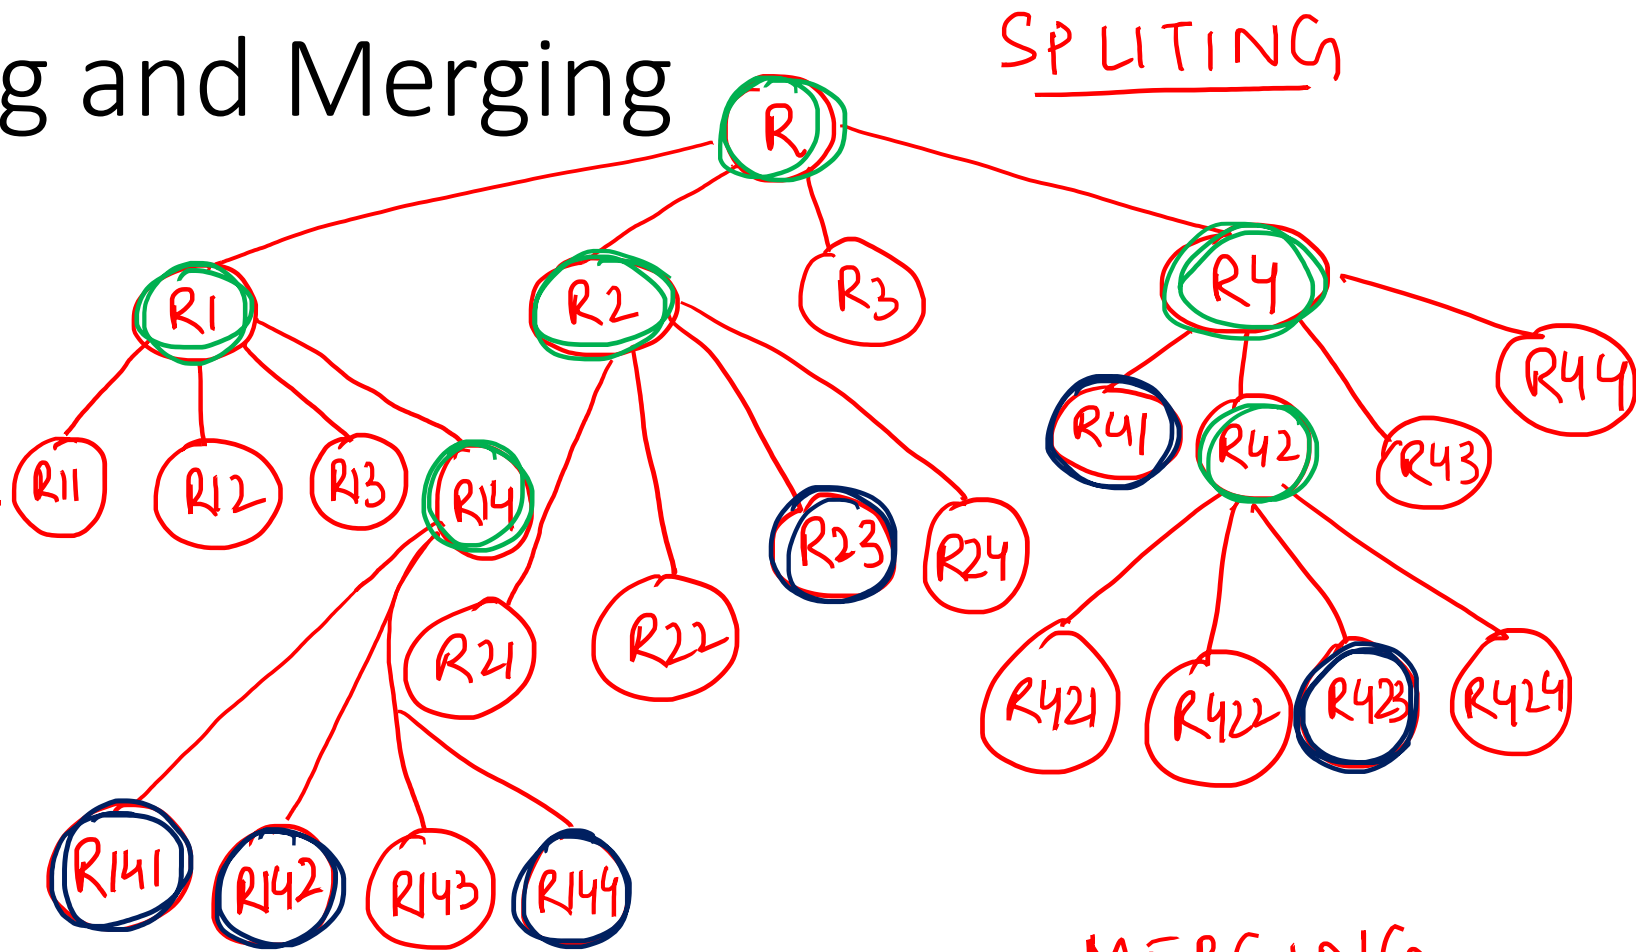 SPLITING
g and Merging
R
R1 R2 R3 R4
R11 R12 R13 R14 R21 R22 R23 R24 R41 R42 R43 R44
R141 R142 R143 R144 R421 R422 R423 R424
MERGING